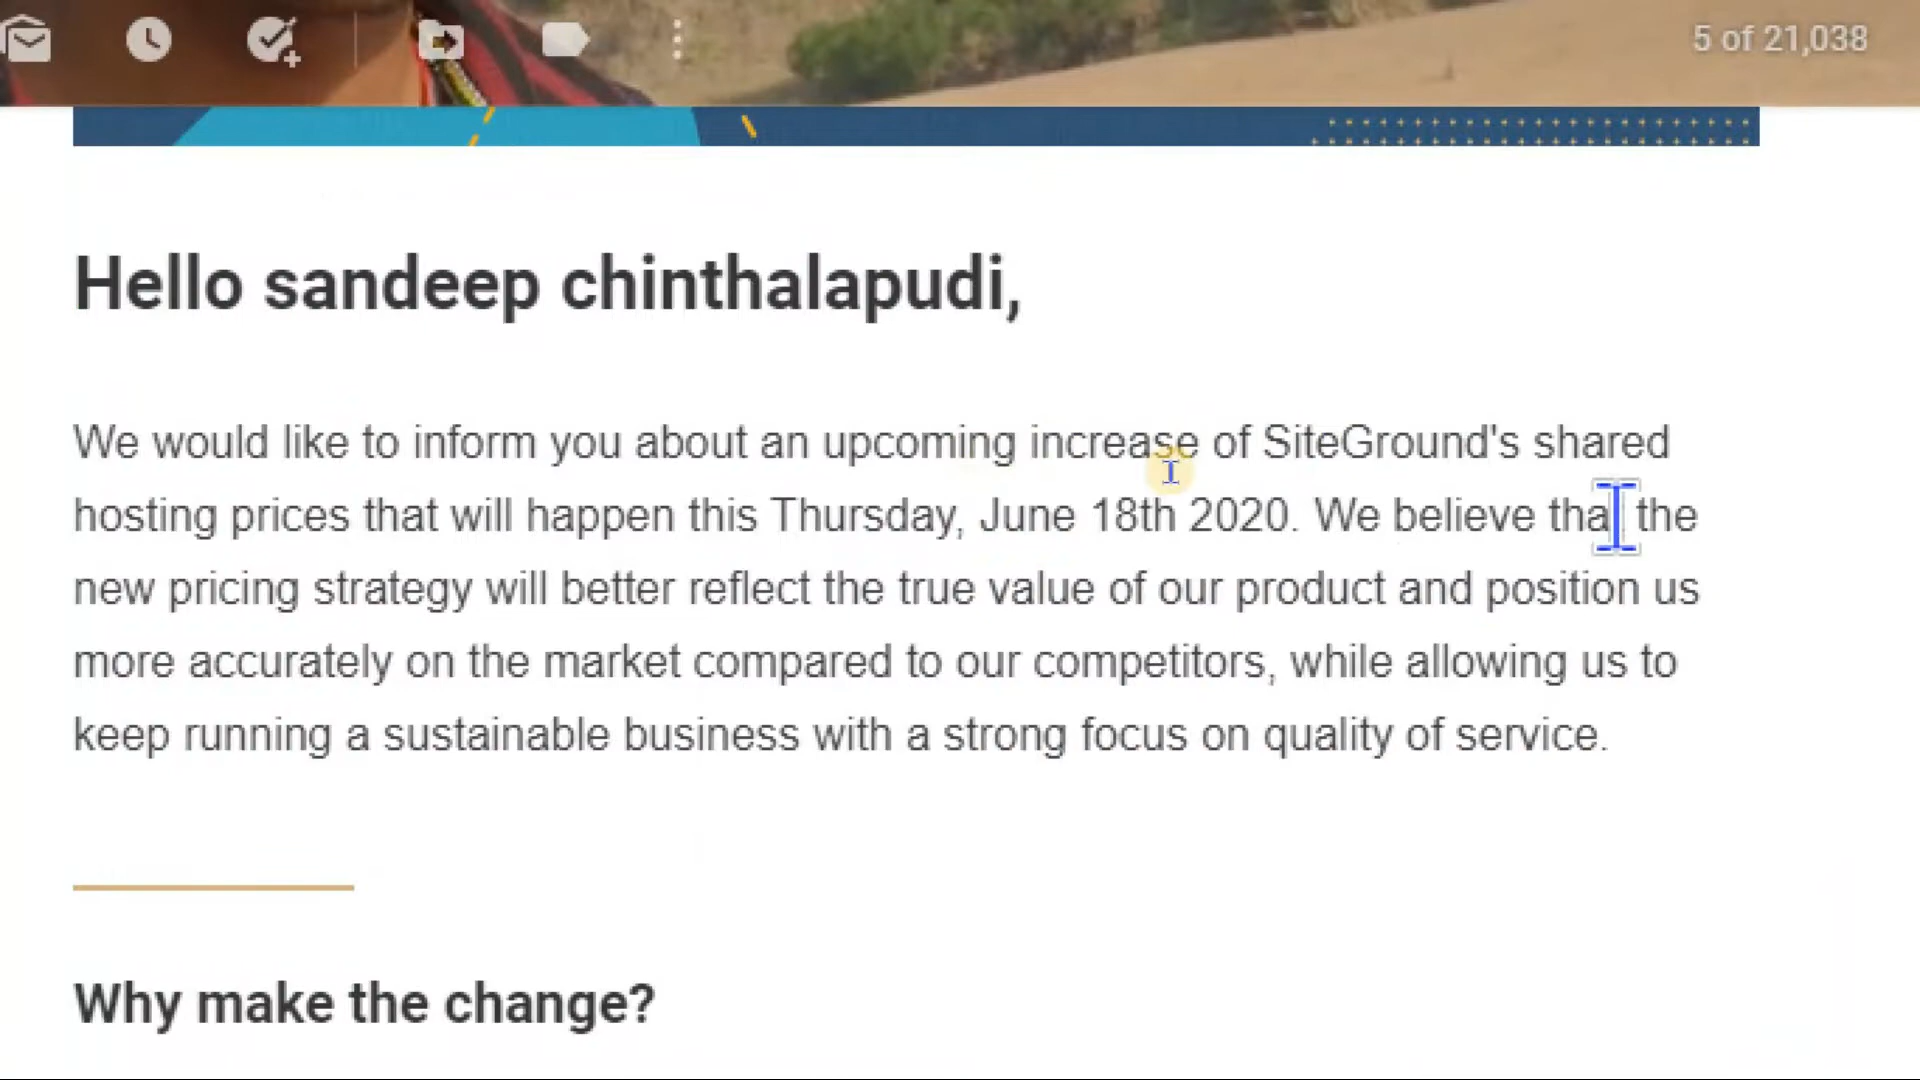 5 of 21,038
Hello sandeep chinthalapudi,
We would like to inform you about an upcoming increase of SiteGround's shared
hosting prices that will happen this Thursday, June 18th 2020. We believe that the
new pricing strategy will better reflect the true value of our product and position us
more accurately on the market compared to our competitors, while allowing us to
keep running a sustainable business with a strong focus on quality of service.
Why make the change?